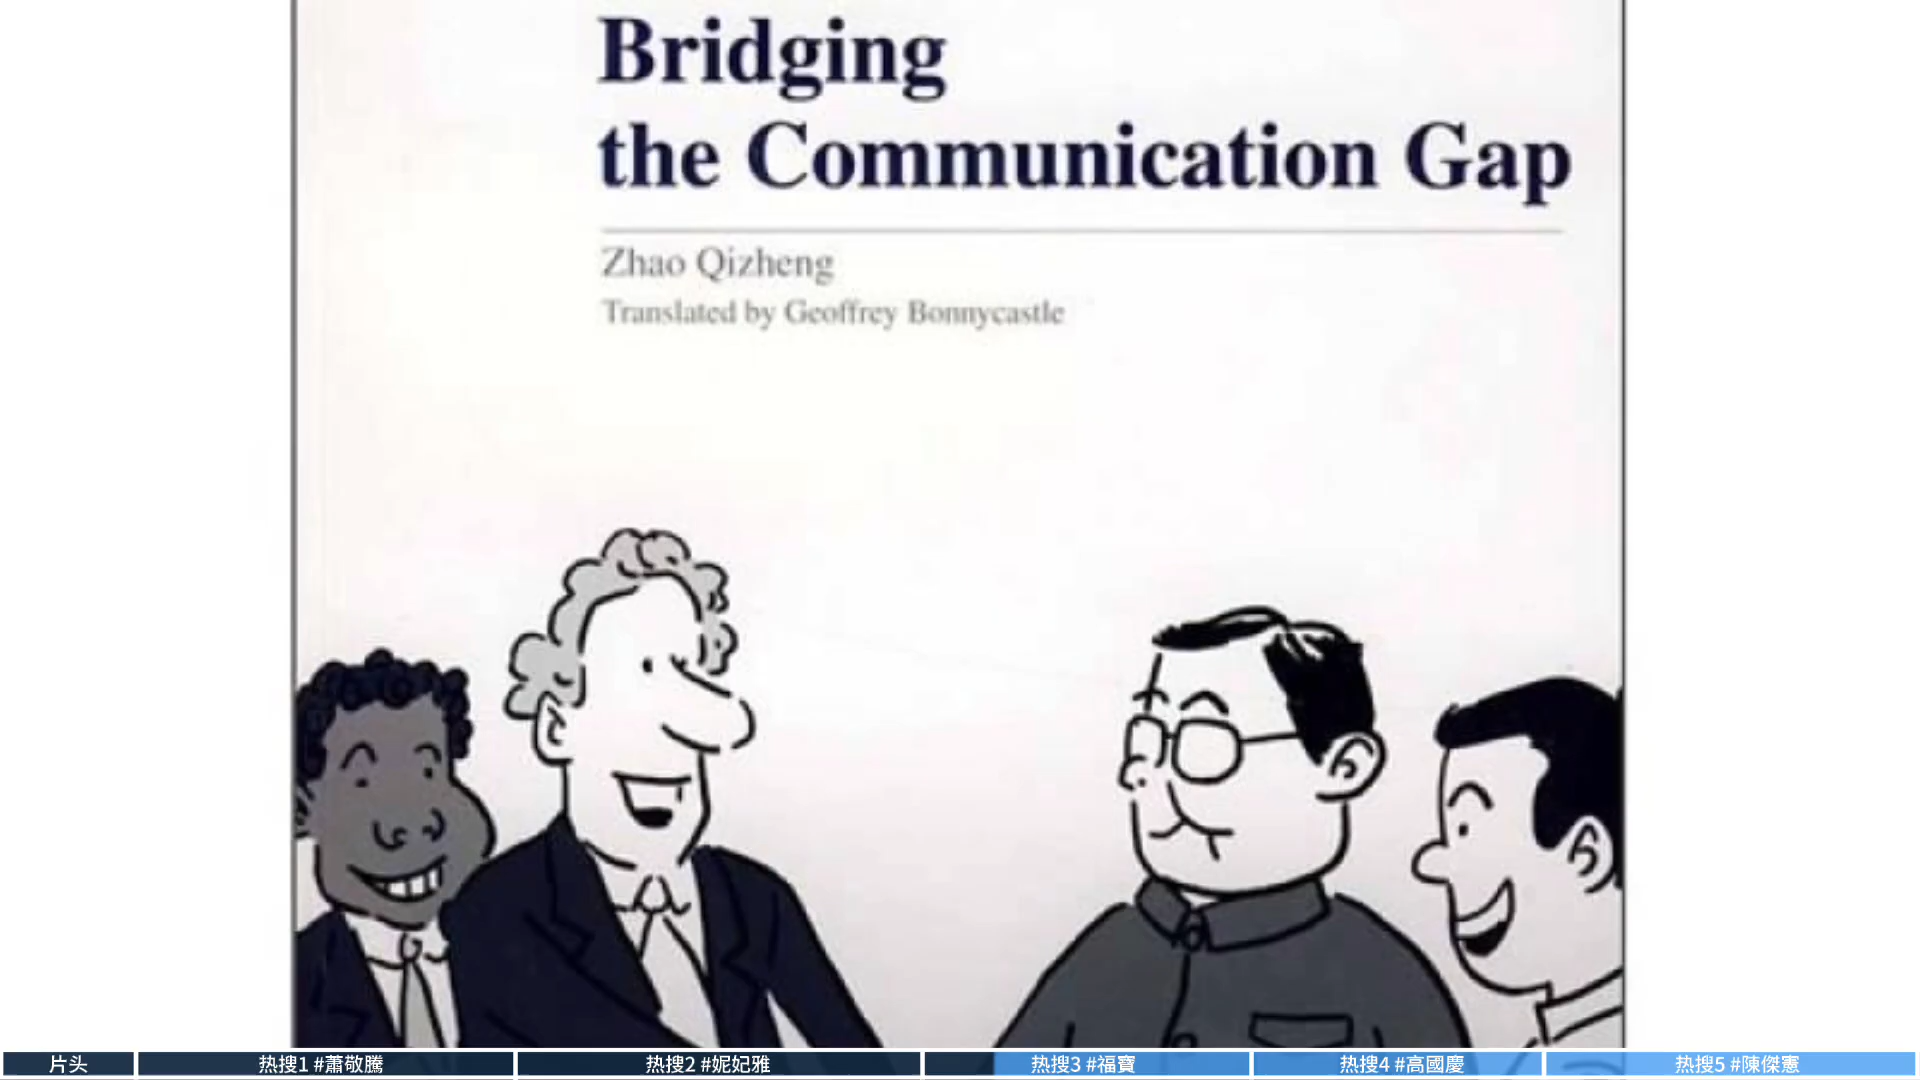 Bridging
the Communication Gap
Zhao Qizheng
Translated by Geoffrey Bonnycastle
片头
热搜1 #蕭敬騰
热搜2 #妮妃雅
热搜3 #福寶
热搜4 #高國慶
热搜5 #陳傑憲